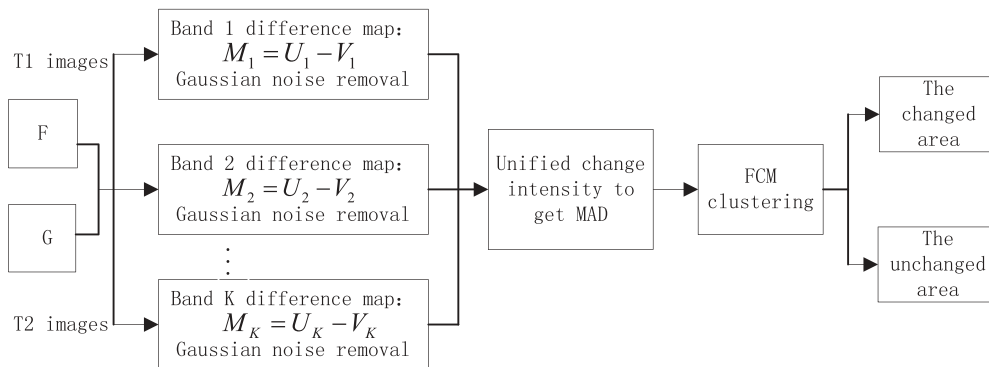 T1 images
F
G
T2 images
Band 1 difference map:
M₁ = U₁ − V₁
Gaussian noise removal
Band 2 difference map:
M₂ = U₂ − V₂
Gaussian noise removal
⋮
Band K difference map:
M_K = U_K − V_K
Gaussian noise removal
Unified change
intensity to
get MAD
FCM
clustering
The
changed
area
The
unchanged
area